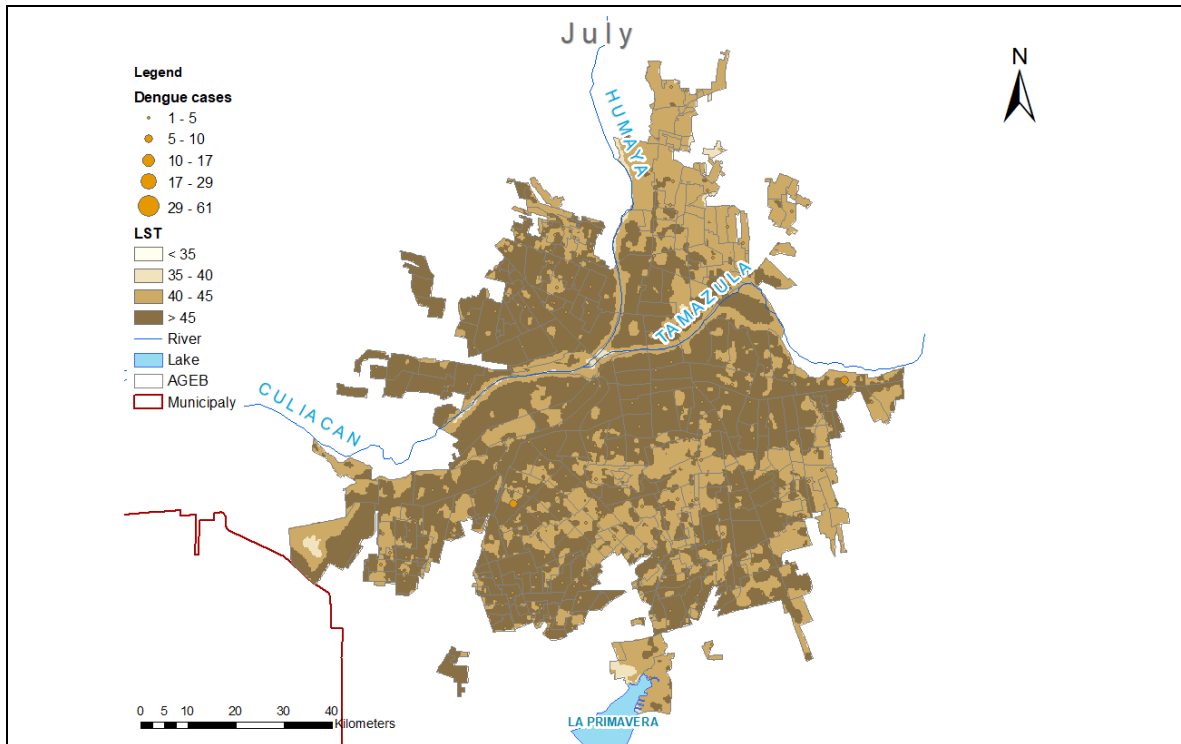 July
Legend
Dengue cases
1 - 5
5 - 10
10 - 17
17 - 29
29 - 61
LST
< 35
35 - 40
40 - 45
> 45
River
Lake
AGEB
Municipaly
N
HUMAYA
TAMAZULA
CULIACAN
LA PRIMAVERA
0 5 10 20 30 40
Kilometers